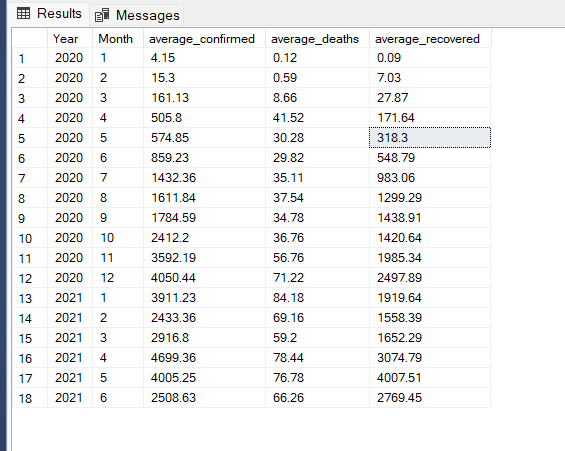 Results Messages
Year Month average_confirmed average_deaths average_recovered
1 2020 1 4.15 0.12 0.09
2 2020 2 15.3 0.59 7.03
3 2020 3 161.13 8.66 27.87
4 2020 4 505.8 41.52 171.64
5 2020 5 574.85 30.28 318.3
6 2020 6 859.23 29.82 548.79
7 2020 7 1432.36 35.11 983.06
8 2020 8 1611.84 37.54 1299.29
9 2020 9 1784.59 34.78 1438.91
10 2020 10 2412.2 36.76 1420.64
11 2020 11 3592.19 56.76 1985.34
12 2020 12 4050.44 71.22 2497.89
13 2021 1 3911.23 84.18 1919.64
14 2021 2 2433.36 69.16 1558.39
15 2021 3 2916.8 59.2 1652.29
16 2021 4 4699.36 78.44 3074.79
17 2021 5 4005.25 76.78 4007.51
18 2021 6 2508.63 66.26 2769.45